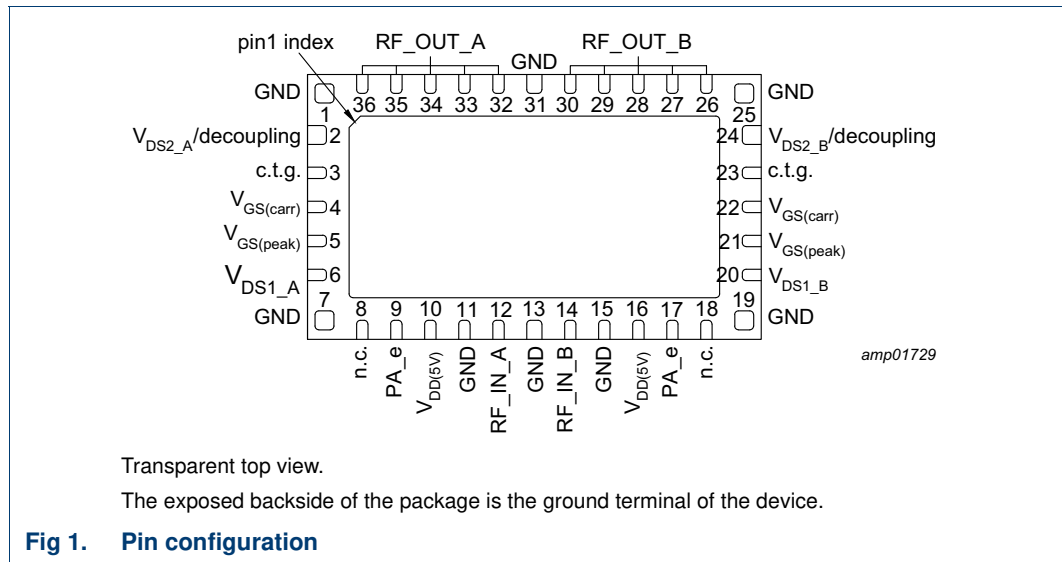 pin1 index RF_OUT_A RF_OUT_B
GND
GND 36 35 34 33 32 31 30 29 28 27 26 GND
1 25
V_DS2_A/decoupling 2 24 V_DS2_B/decoupling
c.t.g. 3 23 c.t.g.
V_GS(carr) 4 22 V_GS(carr)
V_GS(peak) 5 21 V_GS(peak)
V_DS1_A 6 20 V_DS1_B
7 8 9 10 11 12 13 14 15 16 17 18 19
GND GND
n.c. PA_e V_DD(5V) GND RF_IN_A GND RF_IN_B GND V_DD(5V) PA_e n.c.
amp01729
Transparent top view.
The exposed backside of the package is the ground terminal of the device.
Fig 1. Pin configuration